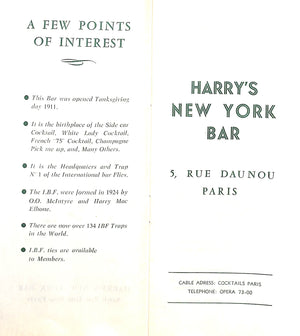 A FEW POINTS
OF INTEREST
This Bar was opened Tanksgiving
day 1911.
It is the birthplace of the Side car
Cocktail, White Lady Cocktail,
French '75' Cocktail, Champagne
Pick me up, and, Many Others.
It is the Headquaters and Trap
N° 1 of the International bar Flies.
The I.B.F. were formed in 1924 by
O.O. McIntyre and Harry Mac
Elhone.
There are now over 134 IBF Traps
in the World.
I.B.F. ties are available
to Members.
HARRY'S
NEW YORK
BAR
5, RUE DAUNOU
PARIS
CABLE ADRESS: COCKTAILS PARIS
TELEPHONE: OPERA 73-00